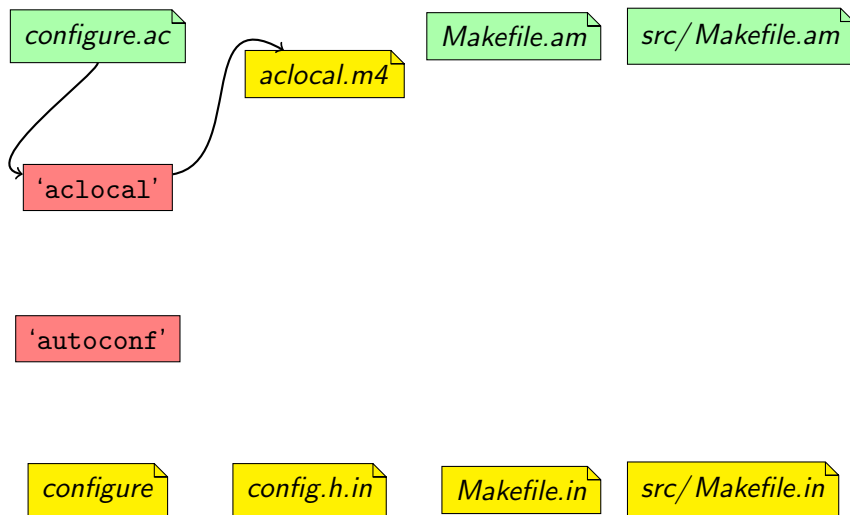 configure.ac
aclocal.m4
Makefile.am
src/Makefile.am
‘aclocal’
‘autoconf’
configure
config.h.in
Makefile.in
src/Makefile.in